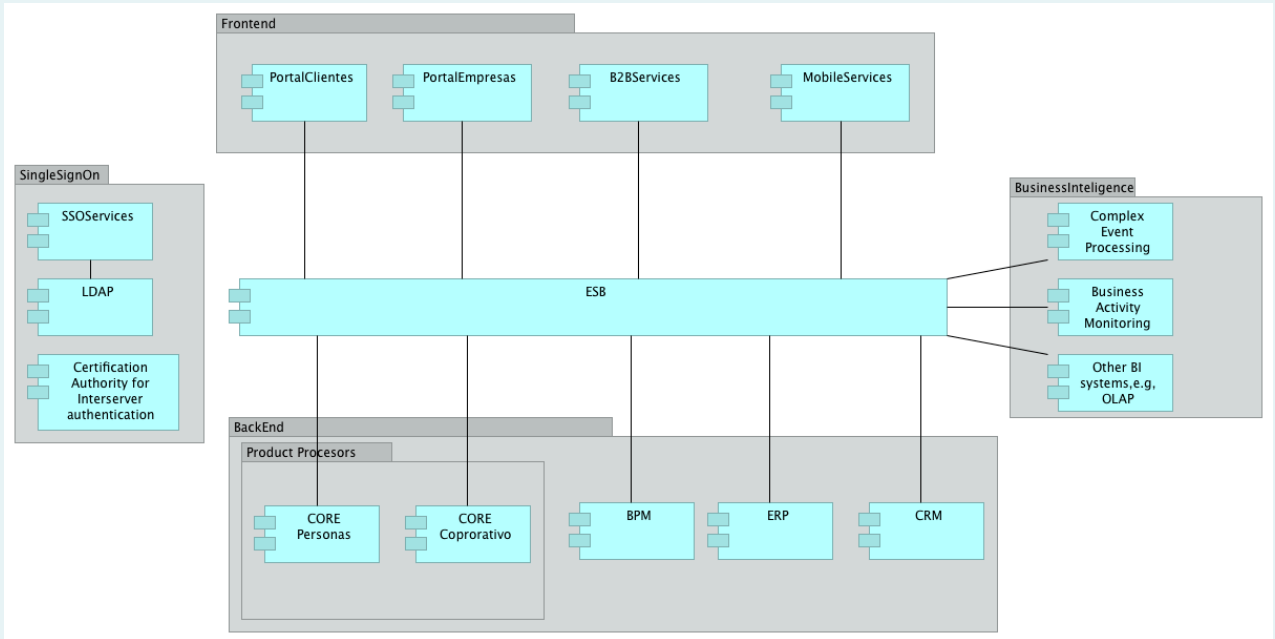 Frontend
PortalClientes
PortalEmpresas
B2BServices
MobileServices
SingleSignOn
SSOServices
LDAP
Certification
Authority for
Interserver
authentication
ESB
BusinessInteligence
Complex
Event
Processing
Business
Activity
Monitoring
Other BI
systems,e.g,
OLAP
BackEnd
Product Procesors
CORE
Personas
CORE
Coprorativo
BPM
ERP
CRM